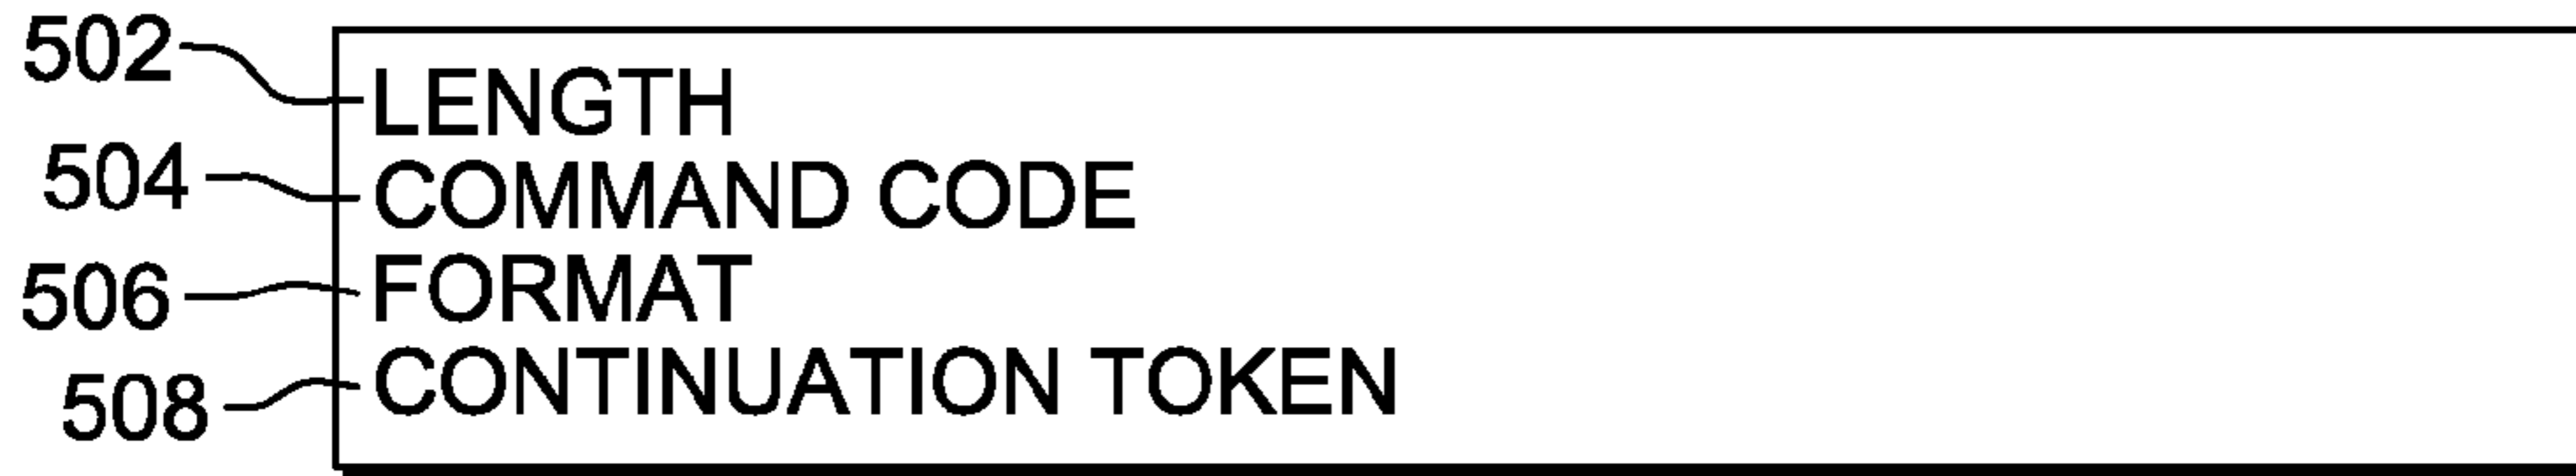 502 LENGTH
504 COMMAND CODE
506 FORMAT
508 CONTINUATION TOKEN